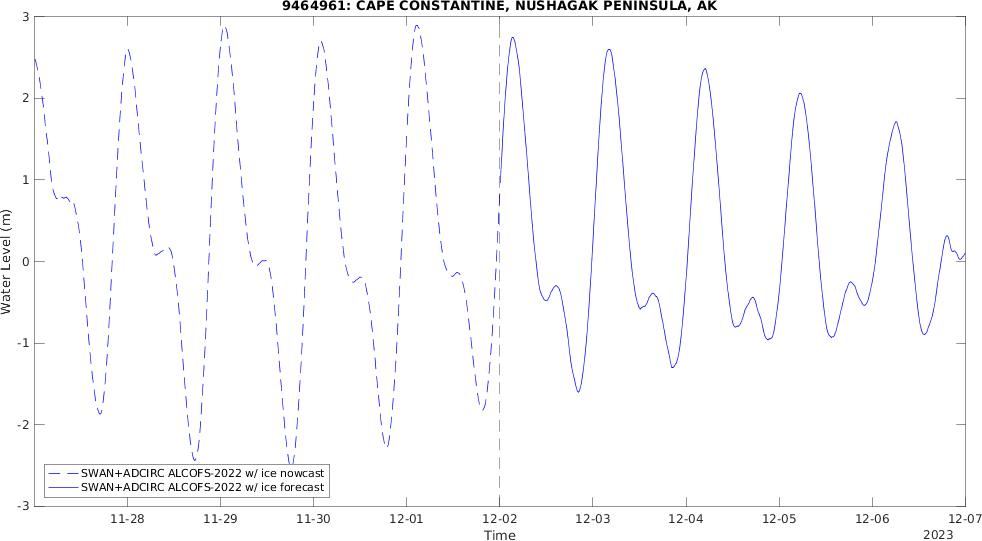 9464961: CAPE CONSTANTINE, NUSHAGAK PENINSULA, AK
3
2
1
0
-1
-2
-3
Water Level (m)
SWAN+ADCIRC ALCOFS-2022 w/ ice nowcast
SWAN+ADCIRC ALCOFS-2022 w/ ice forecast
11-28 11-29 11-30 12-01 12-02 12-03 12-04 12-05 12-06 12-07
Time
2023